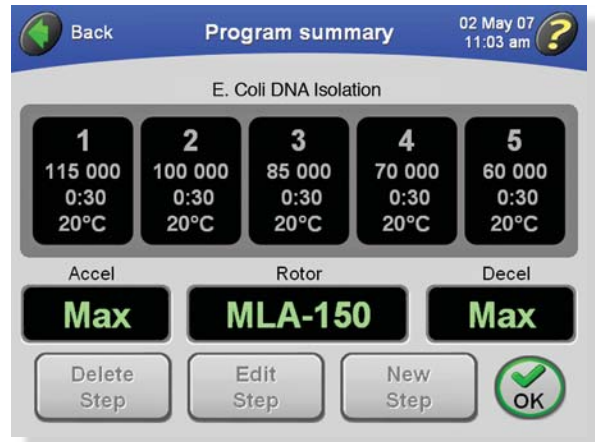 Back
Program summary
02 May 07
11:03 am
?
E. Coli DNA Isolation
1
115 000
0:30
20°C
2
100 000
0:30
20°C
3
85 000
0:30
20°C
4
70 000
0:30
20°C
5
60 000
0:30
20°C
Accel
Rotor
Decel
Max
MLA-150
Max
Delete
Step
Edit
Step
New
Step
OK